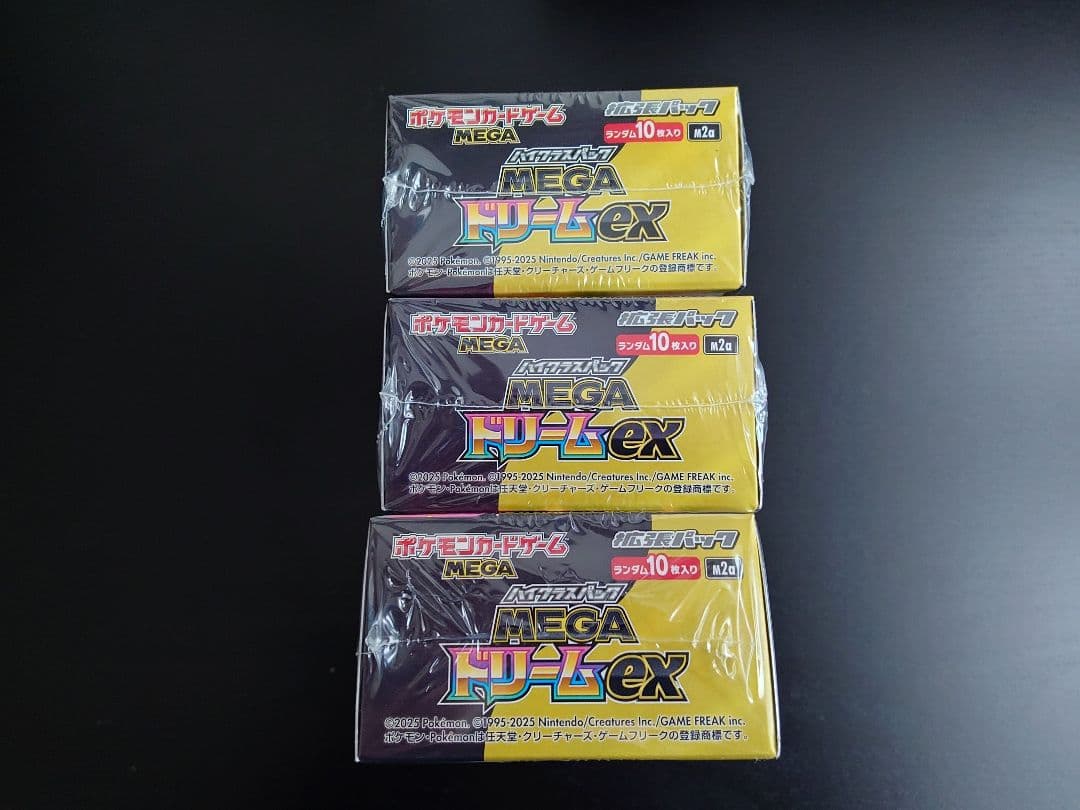 ポケモンカードゲーム
MEGA
拡張パック
ランダム10枚入り M2a
ハイクラスパック
MEGA
ドリームex
©2025 Pokémon. ©1995-2025 Nintendo/Creatures Inc./GAME FREAK inc.
ポケモン・Pokémonは任天堂・クリーチャーズ・ゲームフリークの登録商標です。
ポケモンカードゲーム
MEGA
拡張パック
ランダム10枚入り M2a
ハイクラスパック
MEGA
ドリームex
©2025 Pokémon. ©1995-2025 Nintendo/Creatures Inc./GAME FREAK inc.
ポケモン・Pokémonは任天堂・クリーチャーズ・ゲームフリークの登録商標です。
ポケモンカードゲーム
MEGA
拡張パック
ランダム10枚入り M2a
ハイクラスパック
MEGA
ドリームex
©2025 Pokémon. ©1995-2025 Nintendo/Creatures Inc./GAME FREAK inc.
ポケモン・Pokémonは任天堂・クリーチャーズ・ゲームフリークの登録商標です。